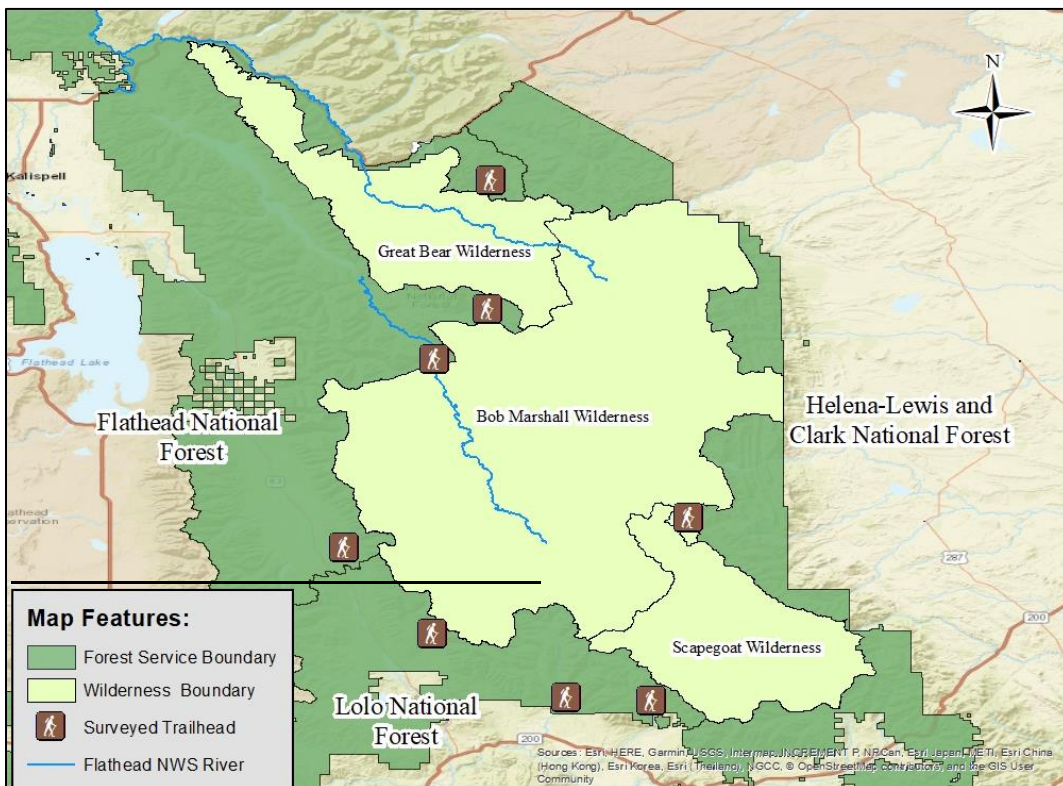 N
Kalispell
Great Bear Wilderness
Flathead Lake
Bob Marshall Wilderness
Helena-Lewis and
Clark National Forest
Flathead National
Forest
83
287
200
Map Features:
Forest Service Boundary
Wilderness Boundary
Surveyed Trailhead
Flathead NWS River
Scapegoat Wilderness
Lolo National
Forest
200
Sources: Esri, HERE, Garmin, USGS, Intermap, INCREMENT P, NRCan, Esri Japan, METI, Esri China
(Hong Kong), Esri Korea, Esri (Thailand), NGCC, © OpenStreetMap contributors, and the GIS User
Community